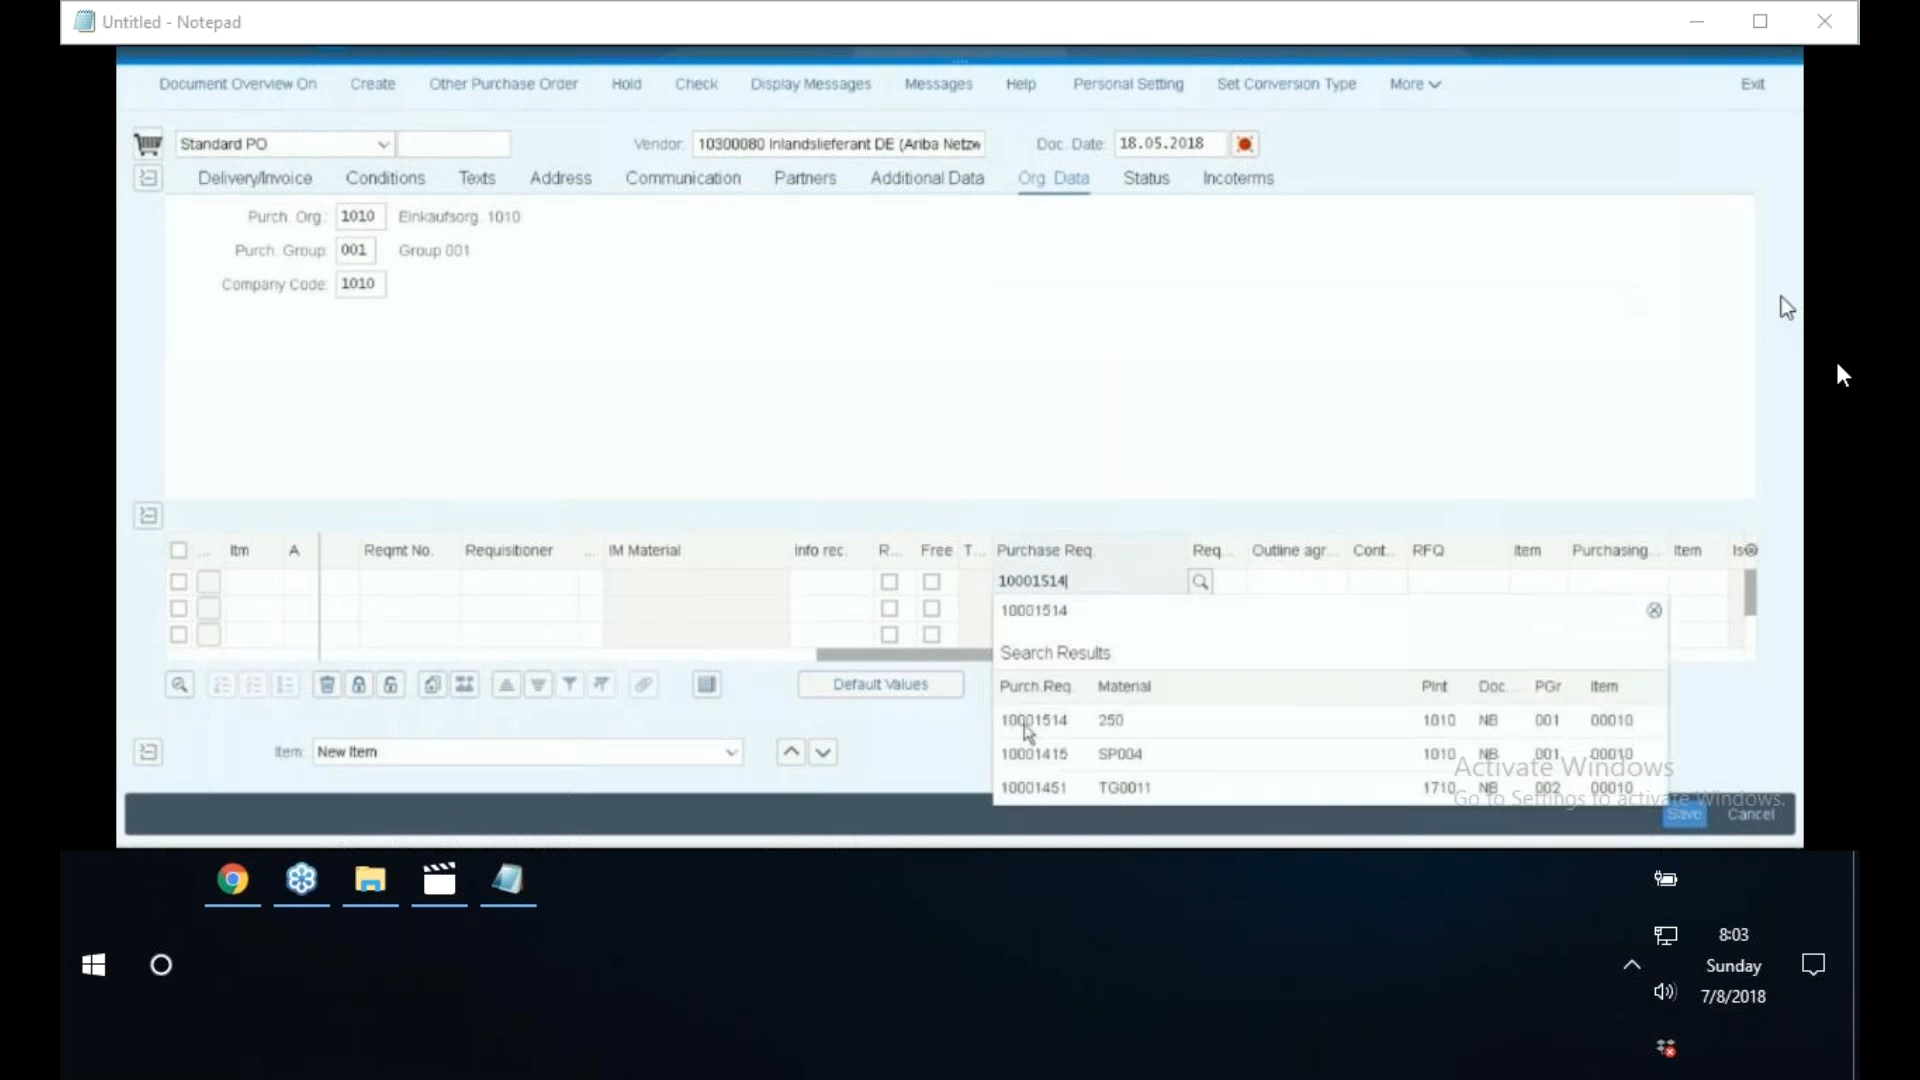 Untitled - Notepad
Document Overview On Create Other Purchase Order Hold Check Display Messages Messages Help Personal Setting Set Conversion Type More Exit
Standard PO Vendor: 10300080 Inlandslieferant DE (Ariba Netzw Doc. Date: 18.05.2018
Delivery/Invoice Conditions Texts Address Communication Partners Additional Data Org. Data Status Incoterms
Purch. Org.: 1010 Einkaufsorg. 1010
Purch. Group: 001 Group 001
Company Code: 1010
... Itm A Reqmt No. Requisitioner ... IM Material Info rec. R... Free T... Purchase Req. Req... Outline agr... Cont... RFQ Item Purchasing... Item
10001514
10001514
Search Results
Default Values
Purch.Req. Material Plnt Doc... PGr Item
10001514 250 1010 NB 001 00010
Item: New Item
10001415 SP004 1010 NB 001 00010
10001451 TG0011 1710 NB 002 00010
Activate Windows
Go to Settings to activate Windows.
Save Cancel
8:03
Sunday
7/8/2018